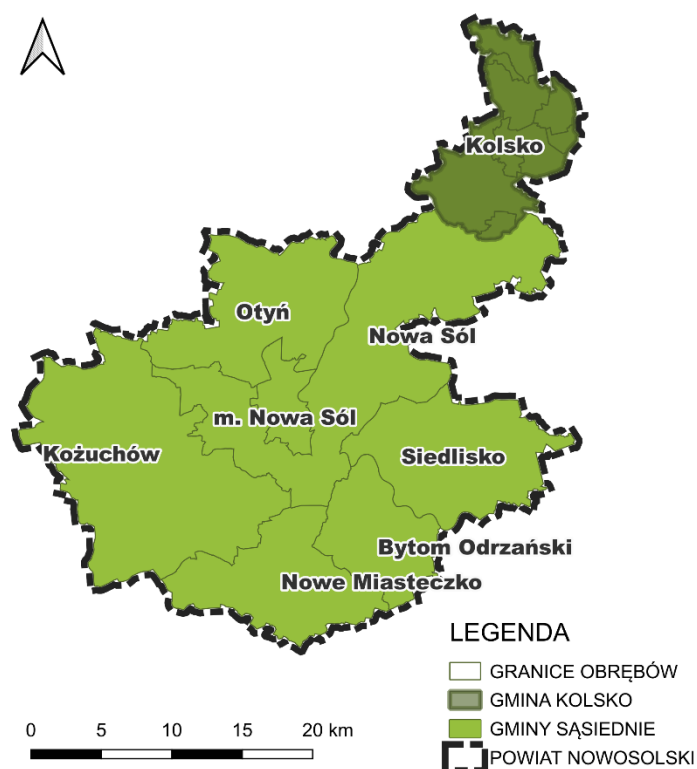 Kolsko
Otyń
Nowa Sól
m. Nowa Sól
Kożuchów
Siedlisko
Bytom Odrzański
Nowe Miasteczko
LEGENDA
GRANICE OBRĘBÓW
GMINA KOLSKO
GMINY SĄSIEDNIE
POWIAT NOWOSOLSKI
0 5 10 15 20 km